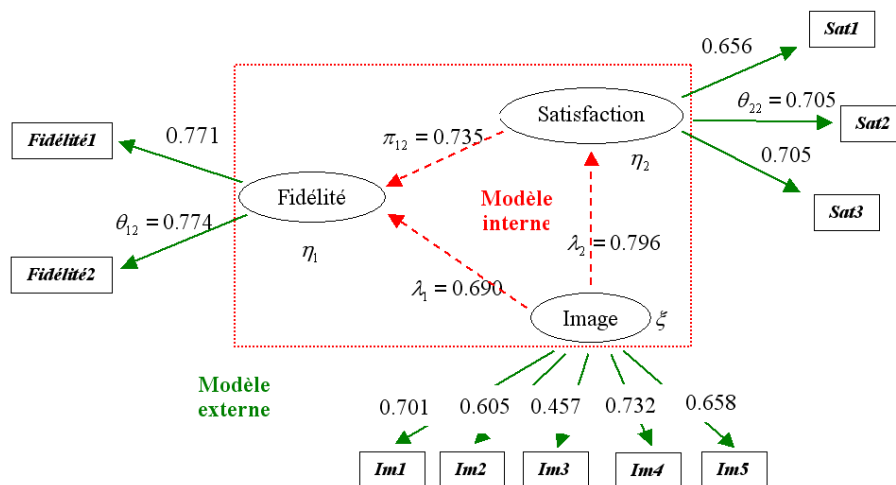 Sat1
0.656
Satisfaction
θ22 = 0.705
Sat2
Fidélité1
0.771
π12 = 0.735
η2
0.705
Fidélité
Modèle
interne
Sat3
θ12 = 0.774
η1
λ2 = 0.796
Fidélité2
λ1 = 0.690
Image
ξ
Modèle
externe
0.701
0.605
0.457
0.732
0.658
Im1
Im2
Im3
Im4
Im5